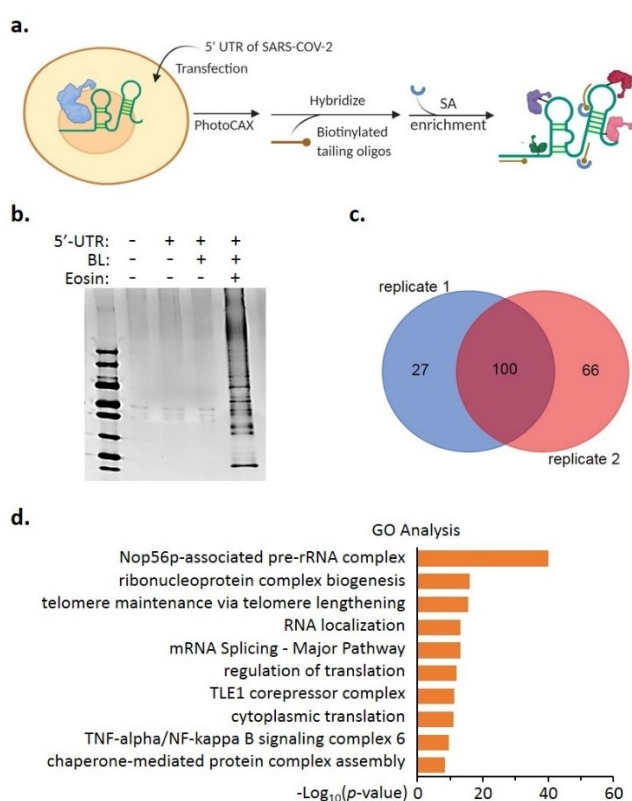 a.
5' UTR of SARS-COV-2
Transfection
PhotoCAX
Hybridize
Biotinylated
tailing oligos
SA
enrichment
b.
5'-UTR: - + + +
BL: - - + +
Eosin: - - - +
c.
replicate 1
27
100
66
replicate 2
d.
GO Analysis
Nop56p-associated pre-rRNA complex
ribonucleoprotein complex biogenesis
telomere maintenance via telomere lengthening
RNA localization
mRNA Splicing - Major Pathway
regulation of translation
TLE1 corepressor complex
cytoplasmic translation
TNF-alpha/NF-kappa B signaling complex 6
chaperone-mediated protein complex assembly
-Log10(p-value) 0 20 40 60